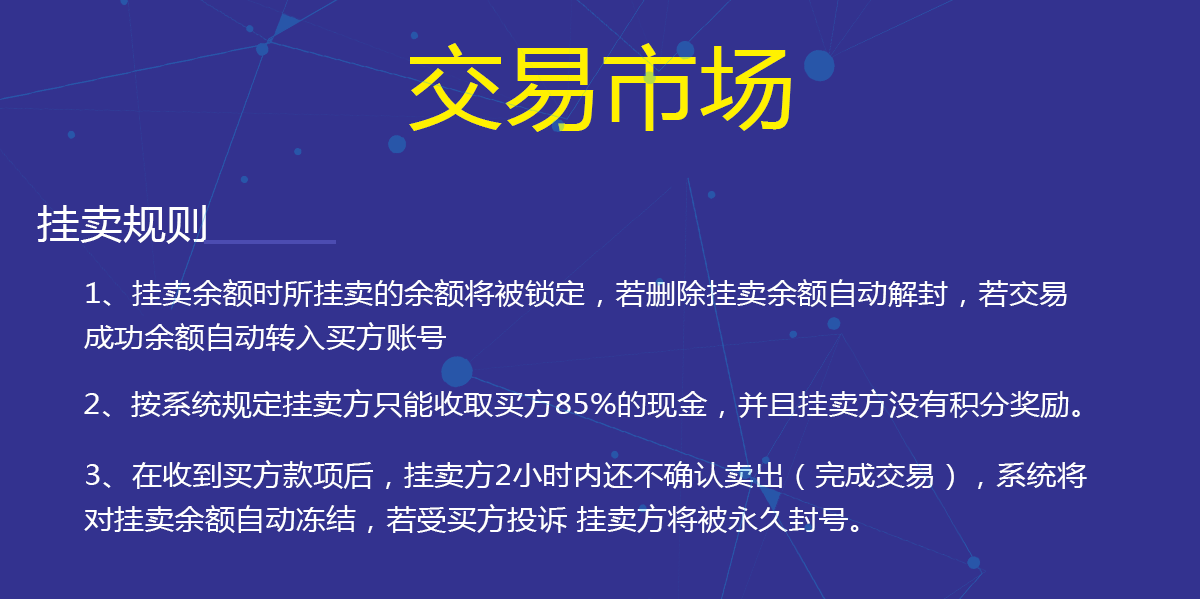 交易市场
挂卖规则
1、挂卖余额时所挂卖的余额将被锁定，若删除挂卖余额自动解封，若交易
成功余额自动转入买方账号
2、按系统规定挂卖方只能收取买方85%的现金，并且挂卖方没有积分奖励。
3、在收到买方款项后，挂卖方2小时内还不确认卖出（完成交易），系统将
对挂卖余额自动冻结，若受买方投诉 挂卖方将被永久封号。